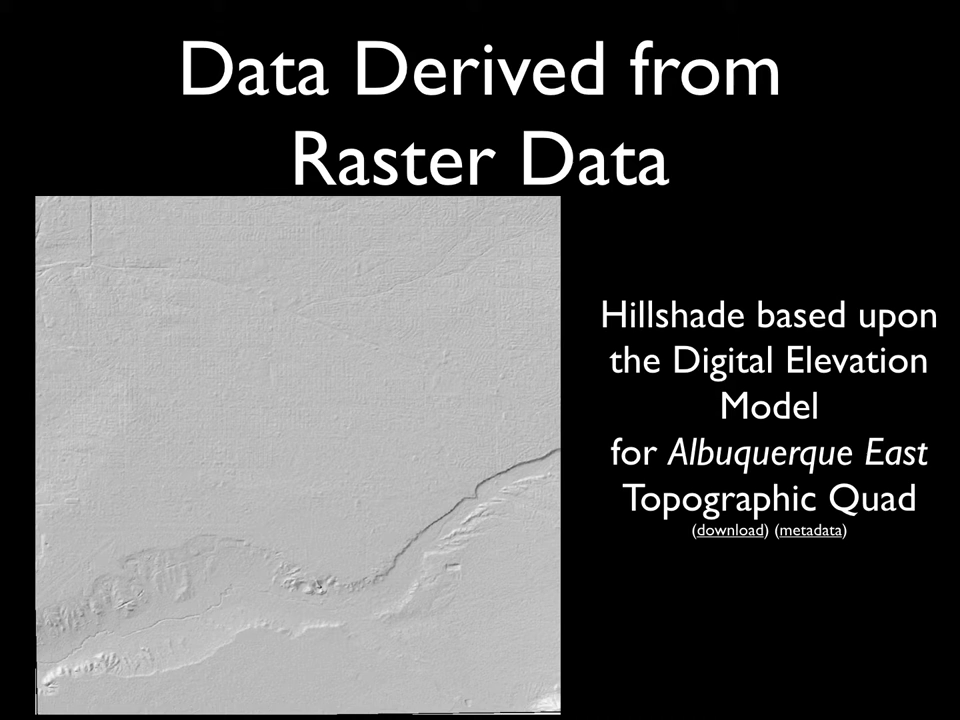 Data Derived from
Raster Data
Hillshade based upon
the Digital Elevation
Model
for Albuquerque East
Topographic Quad
(download) (metadata)